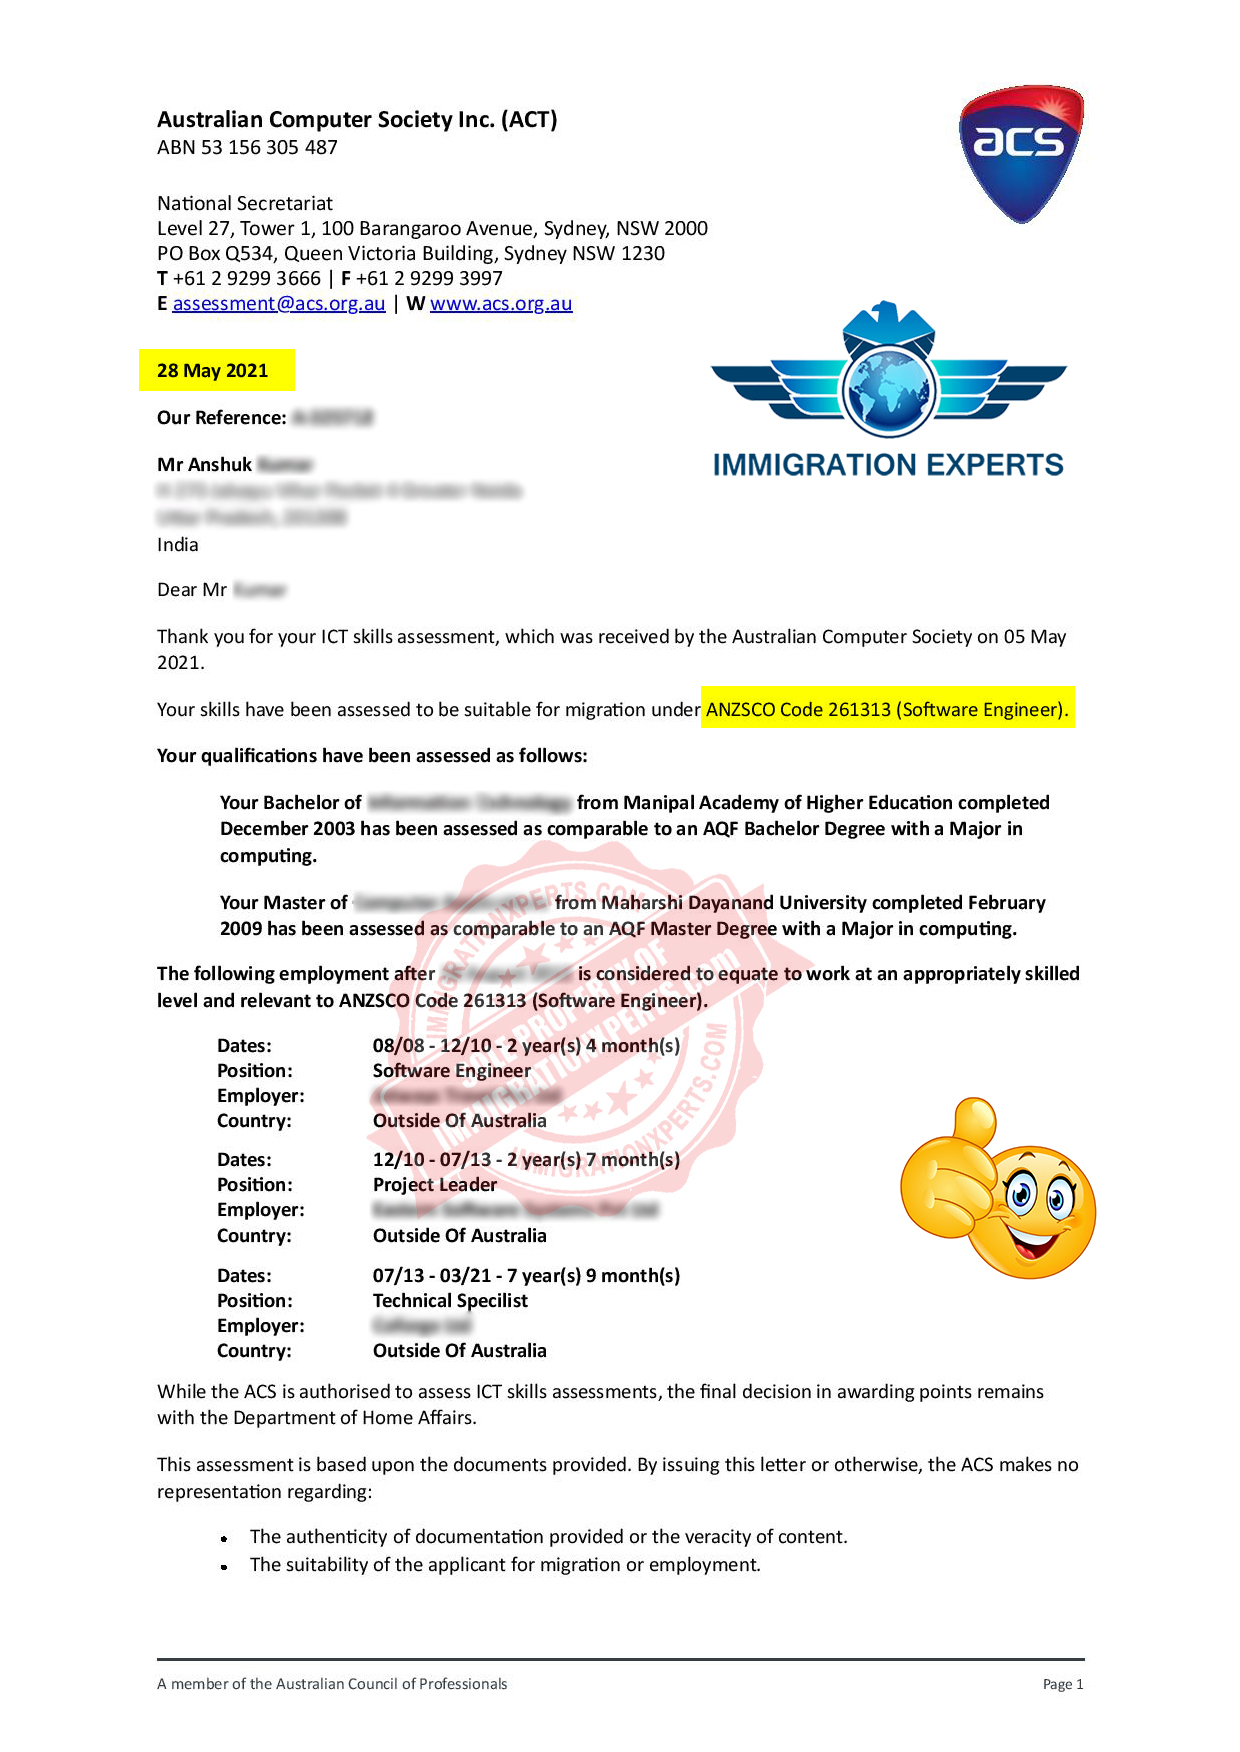 Australian Computer Society Inc. (ACT)
ABN 53 156 305 487
acs
National Secretariat
Level 27, Tower 1, 100 Barangaroo Avenue, Sydney, NSW 2000
PO Box Q534, Queen Victoria Building, Sydney NSW 1230
T +61 2 9299 3666 | F +61 2 9299 3997
E assessment@acs.org.au | W www.acs.org.au
28 May 2021
IMMIGRATION EXPERTS
Our Reference:
Mr Anshuk
India
Dear Mr
Thank you for your ICT skills assessment, which was received by the Australian Computer Society on 05 May
2021.
Your skills have been assessed to be suitable for migration under ANZSCO Code 261313 (Software Engineer).
Your qualifications have been assessed as follows:
Your Bachelor of from Manipal Academy of Higher Education completed
December 2003 has been assessed as comparable to an AQF Bachelor Degree with a Major in
computing.
Your Master of from Maharshi Dayanand University completed February
2009 has been assessed as comparable to an AQF Master Degree with a Major in computing.
The following employment after is considered to equate to work at an appropriately skilled
level and relevant to ANZSCO Code 261313 (Software Engineer).
IMMIGRATIONXPERTS.COM
SOLE PROPERTY OF
IMMIGRATIONXPERTS.com
IMMIGRATIONXPERTS.COM
Dates: 08/08 - 12/10 - 2 year(s) 4 month(s)
Position: Software Engineer
Employer:
Country: Outside Of Australia
Dates: 12/10 - 07/13 - 2 year(s) 7 month(s)
Position: Project Leader
Employer:
Country: Outside Of Australia
Dates: 07/13 - 03/21 - 7 year(s) 9 month(s)
Position: Technical Specilist
Employer:
Country: Outside Of Australia
While the ACS is authorised to assess ICT skills assessments, the final decision in awarding points remains
with the Department of Home Affairs.
This assessment is based upon the documents provided. By issuing this letter or otherwise, the ACS makes no
representation regarding:
• The authenticity of documentation provided or the veracity of content.
• The suitability of the applicant for migration or employment.
A member of the Australian Council of Professionals Page 1